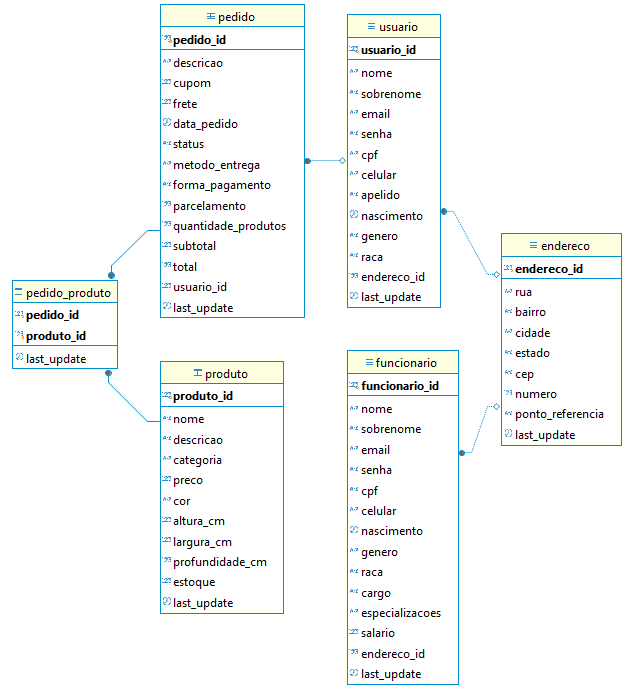 pedido
pedido_id
descricao
cupom
frete
data_pedido
status
metodo_entrega
forma_pagamento
parcelamento
quantidade_produtos
subtotal
total
usuario_id
last_update
usuario
usuario_id
nome
sobrenome
email
senha
cpf
celular
apelido
nascimento
genero
raca
endereco_id
last_update
endereco
endereco_id
rua
bairro
cidade
estado
cep
numero
ponto_referencia
last_update
pedido_produto
pedido_id
produto_id
last_update
produto
produto_id
nome
descricao
categoria
preco
cor
altura_cm
largura_cm
profundidade_cm
estoque
last_update
funcionario
funcionario_id
nome
sobrenome
email
senha
cpf
celular
nascimento
genero
raca
cargo
especializacoes
salario
endereco_id
last_update